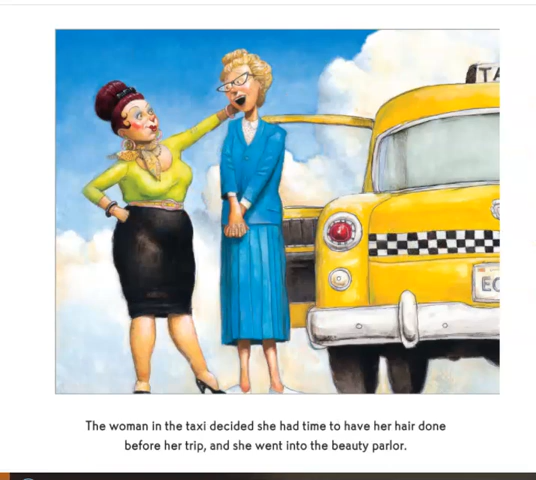 TA
EC
The woman in the taxi decided she had time to have her hair done
before her trip, and she went into the beauty parlor.